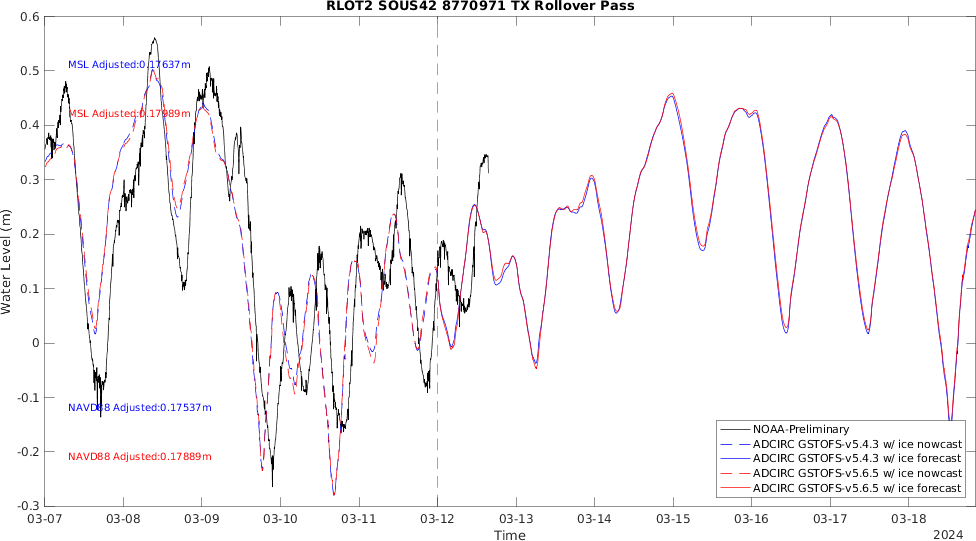 RLOT2 SOUS42 8770971 TX Rollover Pass
0.6
0.5
0.4
0.3
0.2
0.1
0
-0.1
-0.2
-0.3
Water Level (m)
MSL Adjusted:0.17637m
MSL Adjusted:0.17989m
NAVD88 Adjusted:0.17537m
NAVD88 Adjusted:0.17889m
NOAA-Preliminary
ADCIRC GSTOFS-v5.4.3 w/ ice nowcast
ADCIRC GSTOFS-v5.4.3 w/ ice forecast
ADCIRC GSTOFS-v5.6.5 w/ ice nowcast
ADCIRC GSTOFS-v5.6.5 w/ ice forecast
03-07 03-08 03-09 03-10 03-11 03-12 03-13 03-14 03-15 03-16 03-17 03-18
Time
2024